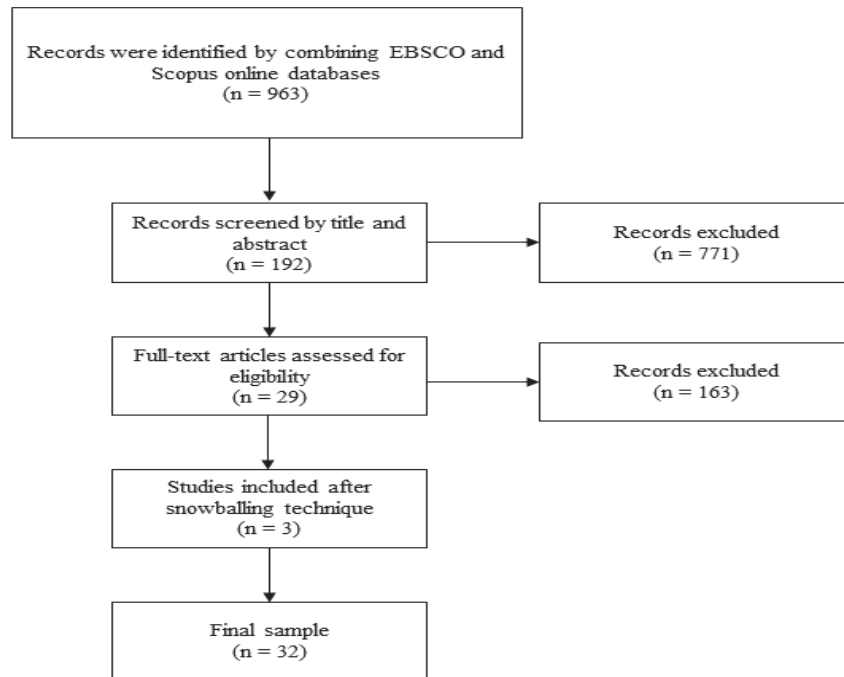 Records were identified by combining EBSCO and
Scopus online databases
(n = 963)
Records screened by title and
abstract
(n = 192)
Records excluded
(n = 771)
Full-text articles assessed for
eligibility
(n = 29)
Records excluded
(n = 163)
Studies included after
snowballing technique
(n = 3)
Final sample
(n = 32)